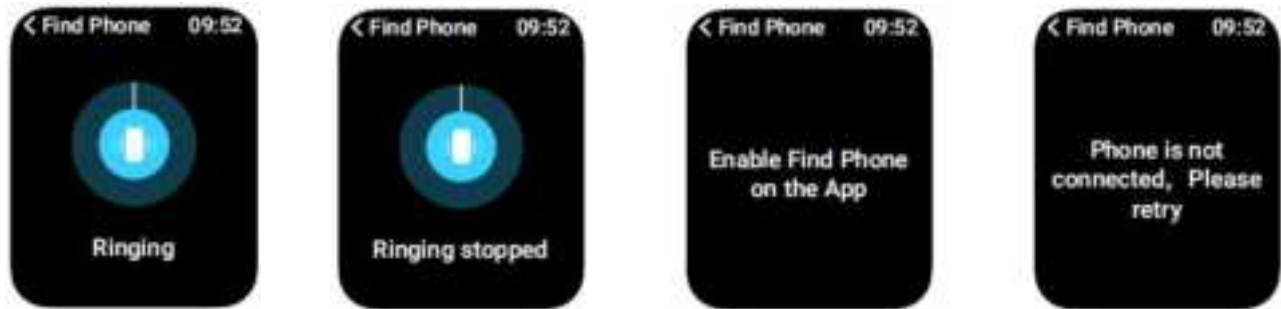 < Find Phone 09:52
Ringing
< Find Phone 09:52
Ringing stopped
< Find Phone 09:52
Enable Find Phone
on the App
< Find Phone 09:52
Phone is not
connected, Please
retry